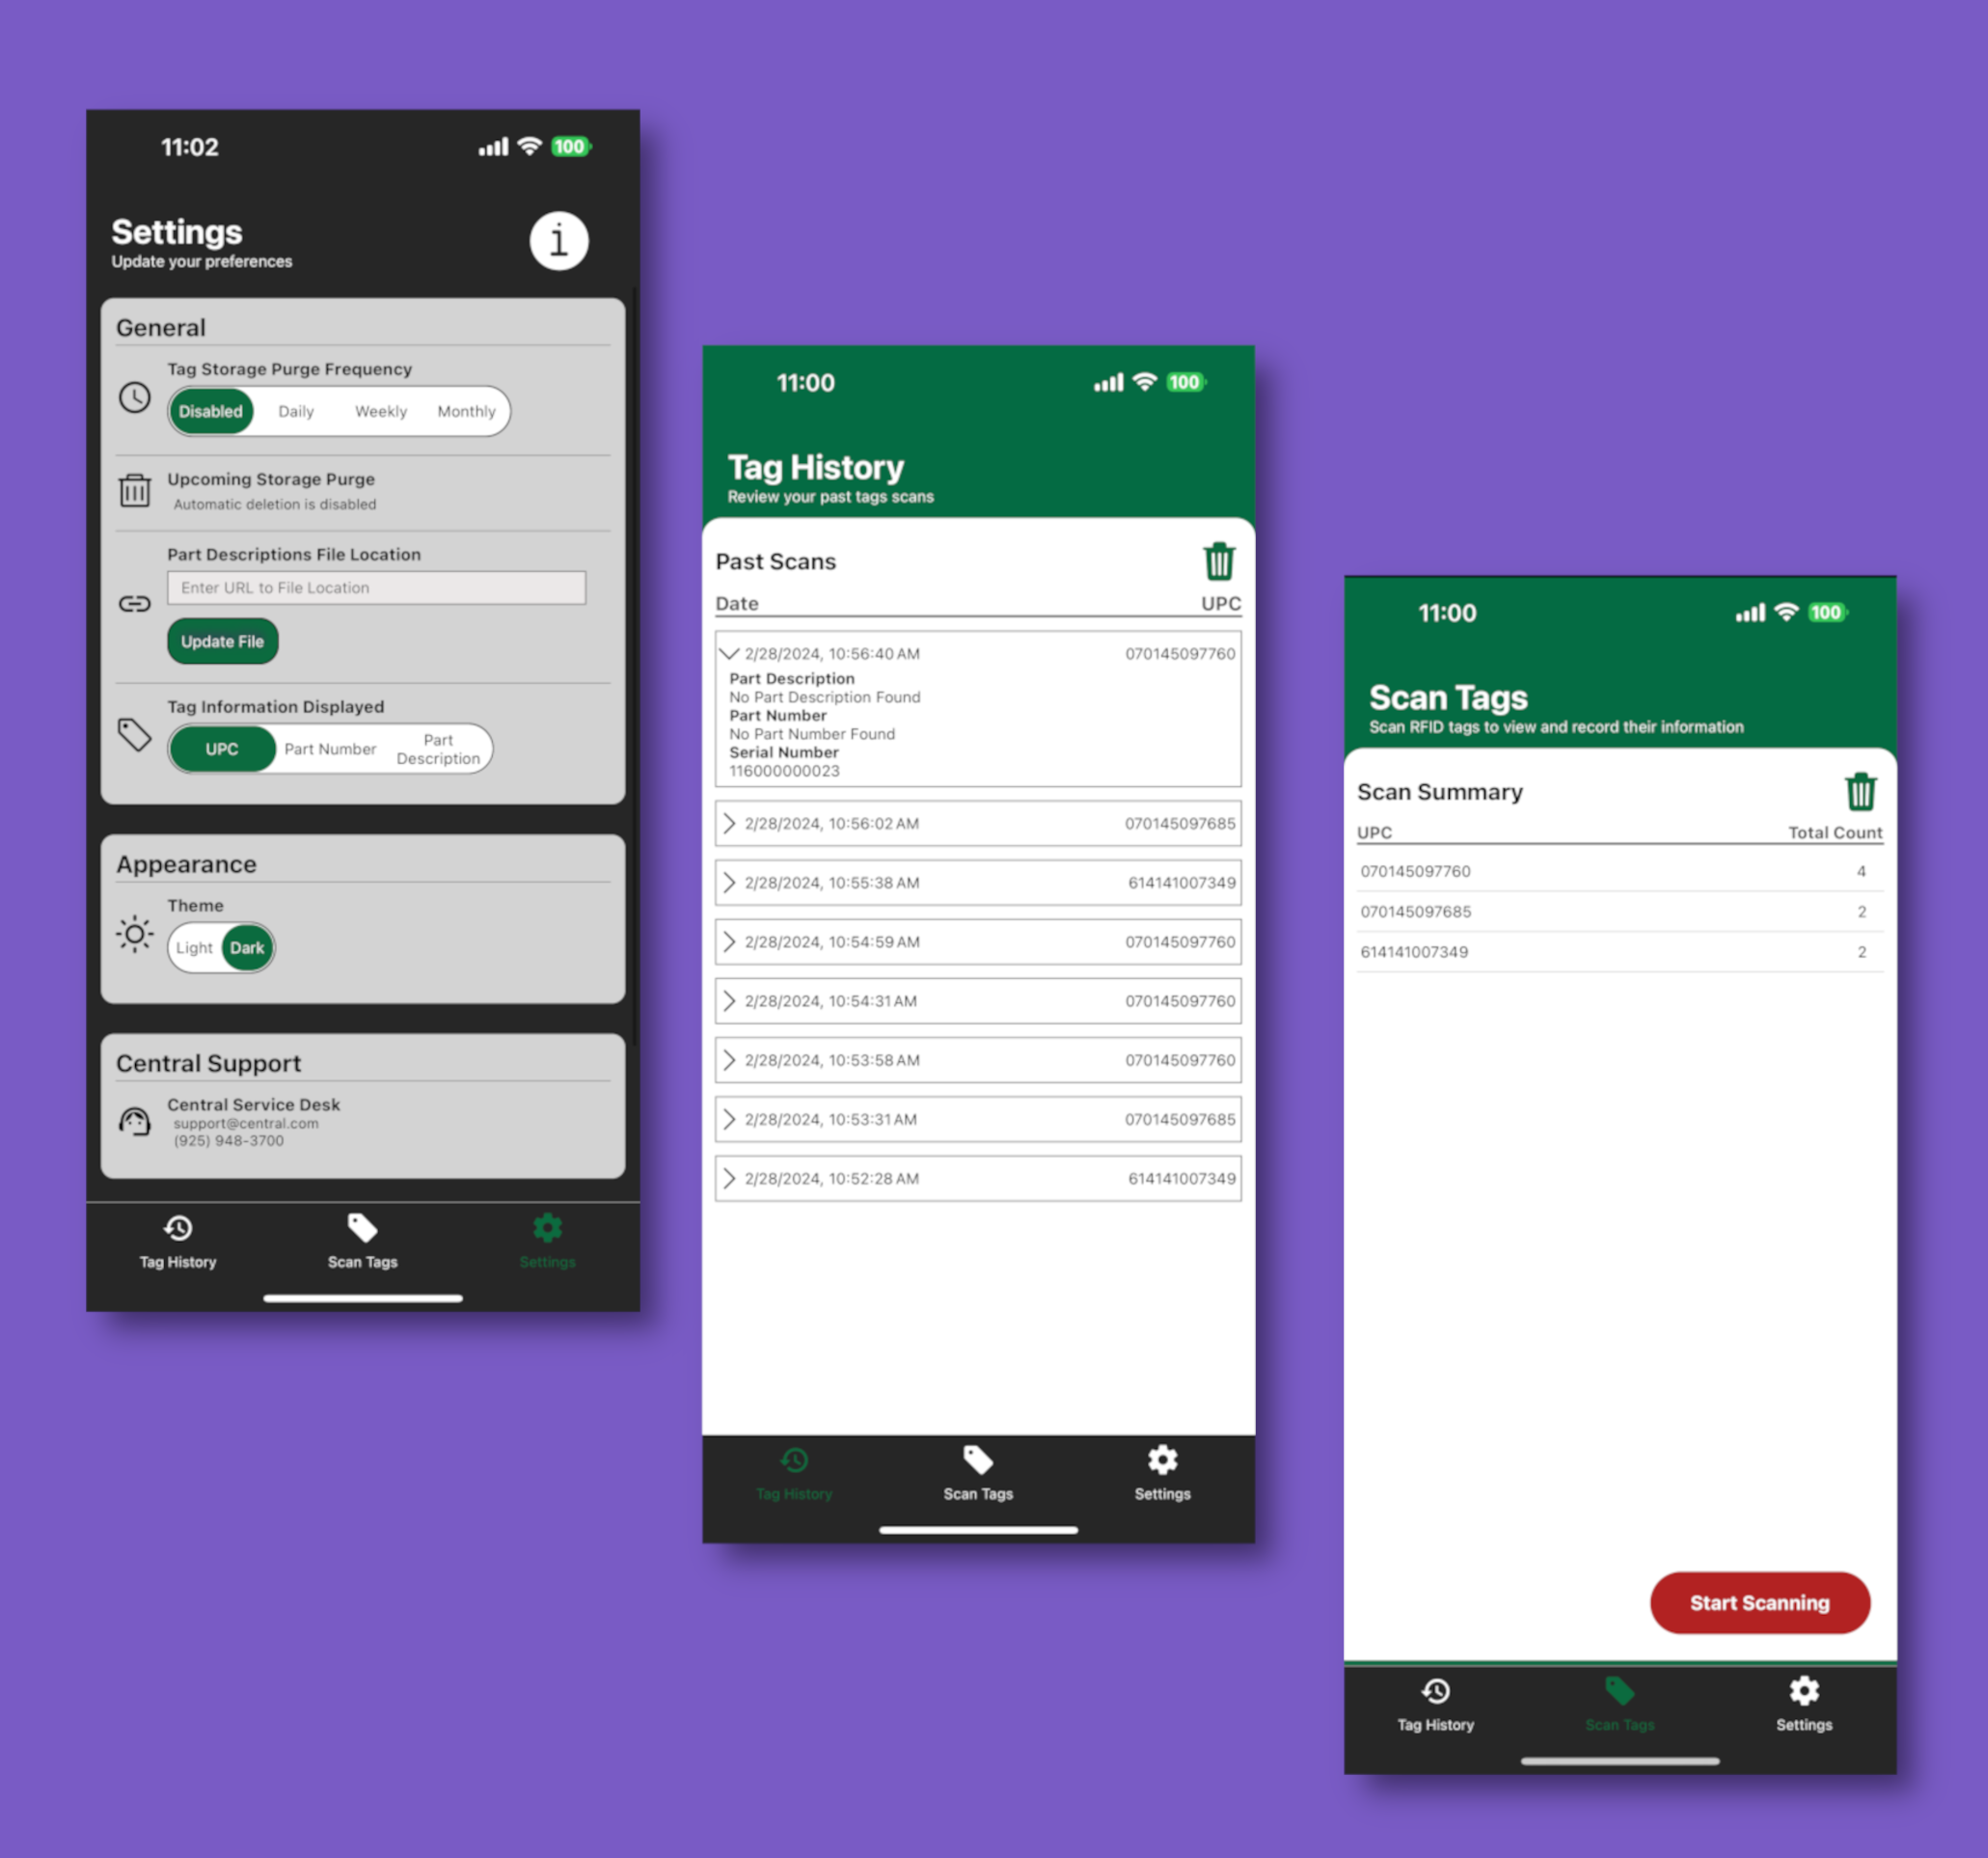 11:02
100
Settings
Update your preferences
i
General
Tag Storage Purge Frequency
Disabled Daily Weekly Monthly
Upcoming Storage Purge
Automatic deletion is disabled
Part Descriptions File Location
Enter URL to File Location
Update File
Tag Information Displayed
UPC Part Number Part Description
Appearance
Theme
Light Dark
Central Support
Central Service Desk
support@central.com
(925) 948-3700
Tag History Scan Tags Settings
11:00
100
Tag History
Review your past tags scans
Past Scans
Date UPC
2/28/2024, 10:56:40 AM 070145097760
Part Description
No Part Description Found
Part Number
No Part Number Found
Serial Number
116000000023
2/28/2024, 10:56:02 AM 070145097685
2/28/2024, 10:55:38 AM 614141007349
2/28/2024, 10:54:59 AM 070145097760
2/28/2024, 10:54:31 AM 070145097760
2/28/2024, 10:53:58 AM 070145097760
2/28/2024, 10:53:31 AM 070145097685
2/28/2024, 10:52:28 AM 614141007349
Tag History Scan Tags Settings
11:00
100
Scan Tags
Scan RFID tags to view and record their information
Scan Summary
UPC Total Count
070145097760 4
070145097685 2
614141007349 2
Start Scanning
Tag History Scan Tags Settings